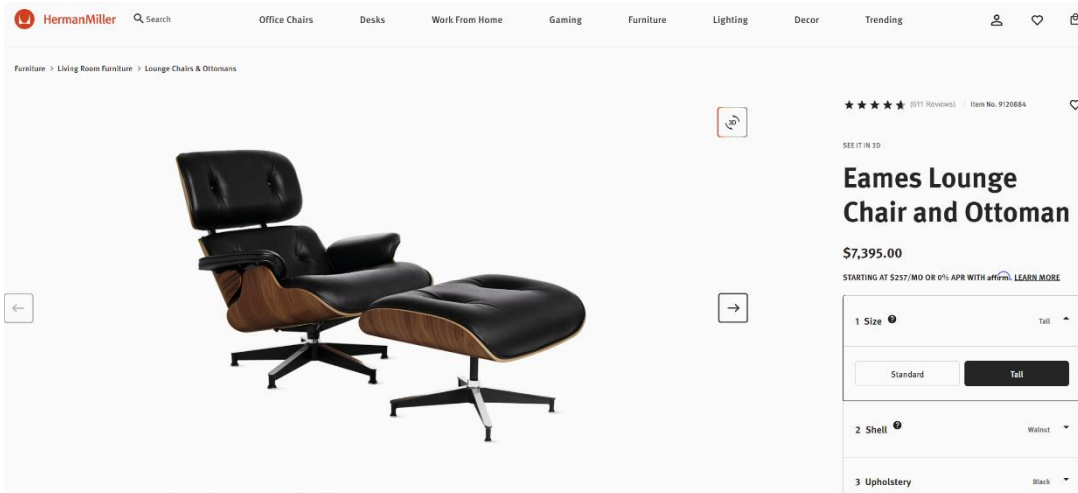 HermanMiller Search Office Chairs Desks Work From Home Gaming Furniture Lighting Decor Trending
Furniture > Living Room Furniture > Lounge Chairs & Ottomans
(611 Reviews) Item No. 9120884
3D
SEE IT IN 3D
Eames Lounge
Chair and Ottoman
$7,395.00
STARTING AT $257/MO OR 0% APR WITH affirm. LEARN MORE
1 Size ? Tall
Standard Tall
2 Shell ? Walnut
3 Upholstery Black